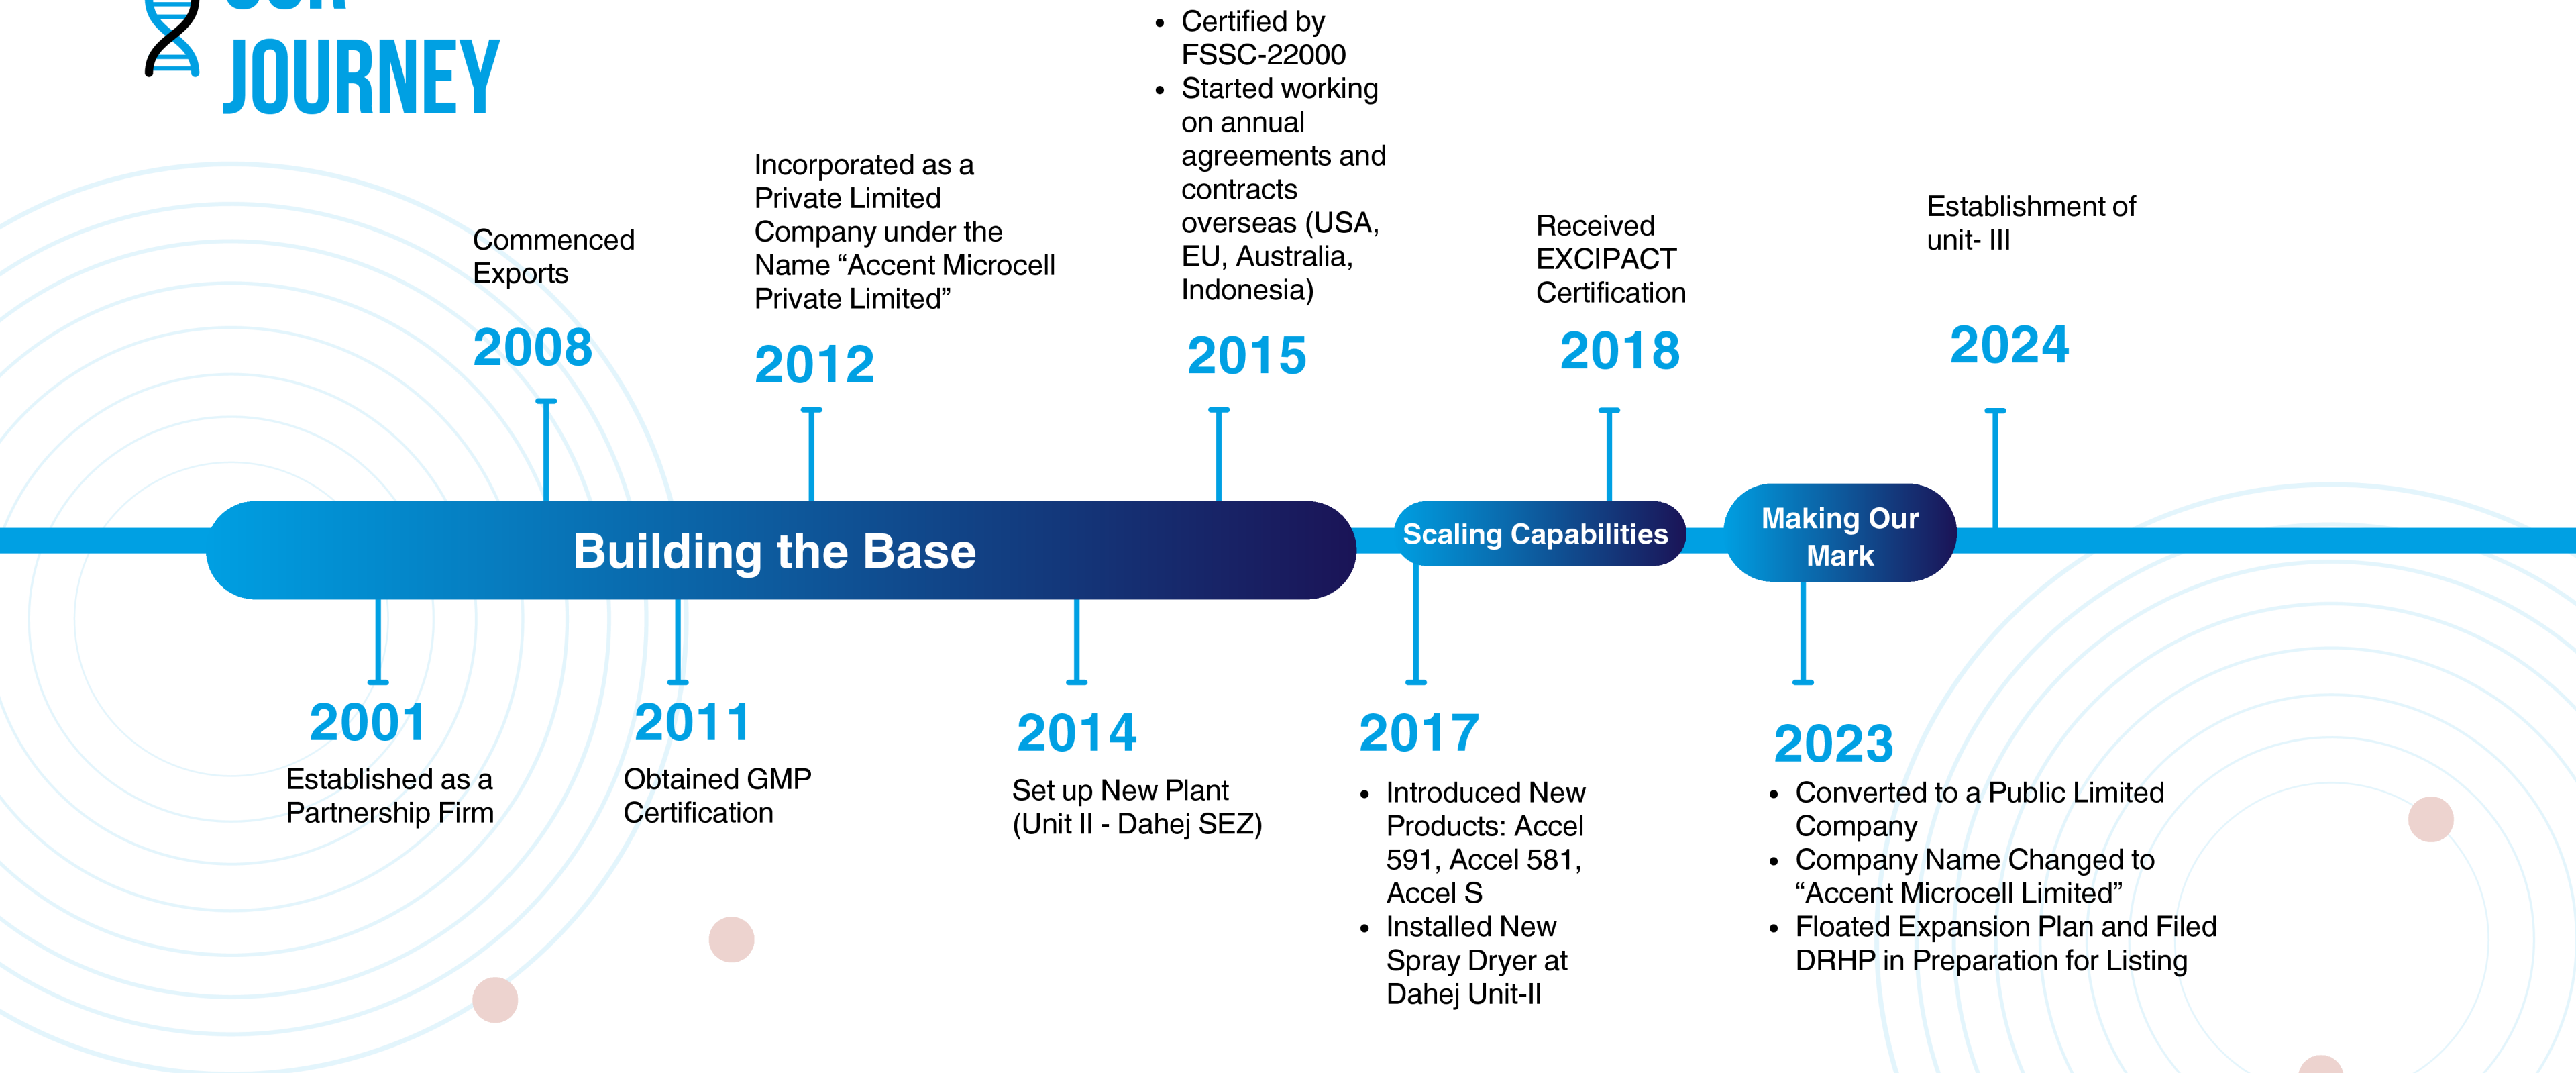 JOURNEY
• Certified by
FSSC-22000
• Started working
on annual
agreements and
contracts
overseas (USA,
EU, Australia,
Indonesia)
2015
Commenced
Exports
2008
Incorporated as a
Private Limited
Company under the
Name “Accent Microcell
Private Limited”
2012
Received
EXCIPACT
Certification
2018
Establishment of
unit- III
2024
Building the Base
Scaling Capabilities
Making Our
Mark
2001
Established as a
Partnership Firm
2011
Obtained GMP
Certification
2014
Set up New Plant
(Unit II - Dahej SEZ)
2017
• Introduced New
Products: Accel
591, Accel 581,
Accel S
• Installed New
Spray Dryer at
Dahej Unit-II
2023
• Converted to a Public Limited
Company
• Company Name Changed to
“Accent Microcell Limited”
• Floated Expansion Plan and Filed
DRHP in Preparation for Listing